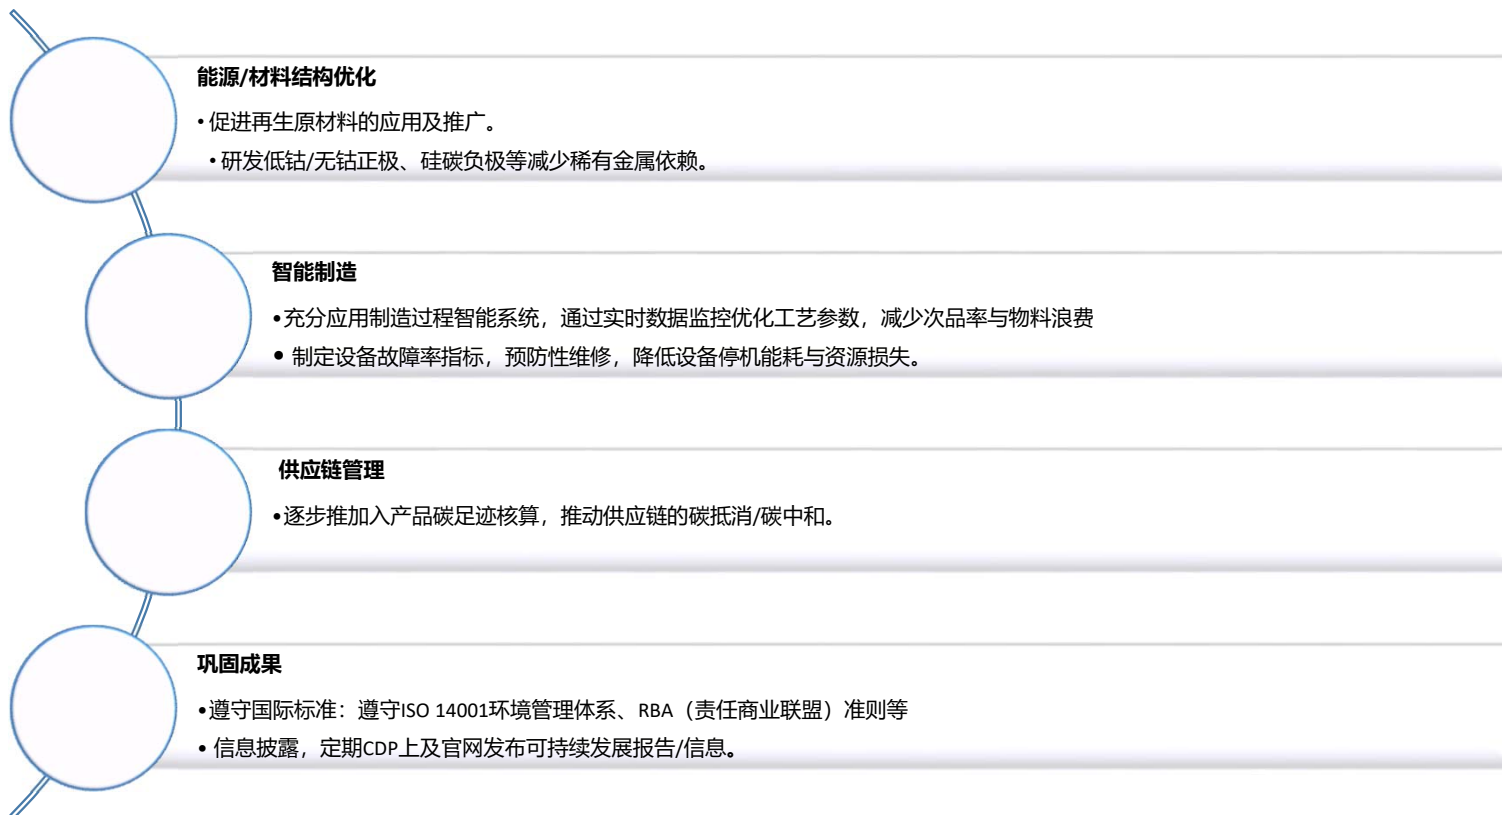 能源/材料结构优化
•促进再生原材料的应用及推广。
•研发低钴/无钴正极、硅碳负极等减少稀有金属依赖。
智能制造
•充分应用制造过程智能系统，通过实时数据监控优化工艺参数，减少次品率与物料浪费
• 制定设备故障率指标，预防性维修，降低设备停机能耗与资源损失。
供应链管理
•逐步推加入产品碳足迹核算，推动供应链的碳抵消/碳中和。
巩固成果
•遵守国际标准：遵守ISO 14001环境管理体系、RBA（责任商业联盟）准则等
• 信息披露，定期CDP上及官网发布可持续发展报告/信息。